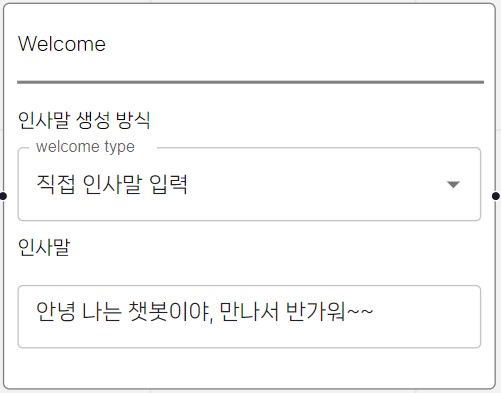 Welcome
인사말 생성 방식
welcome type
직접 인사말 입력
인사말
안녕 나는 챗봇이야, 만나서 반가워~~